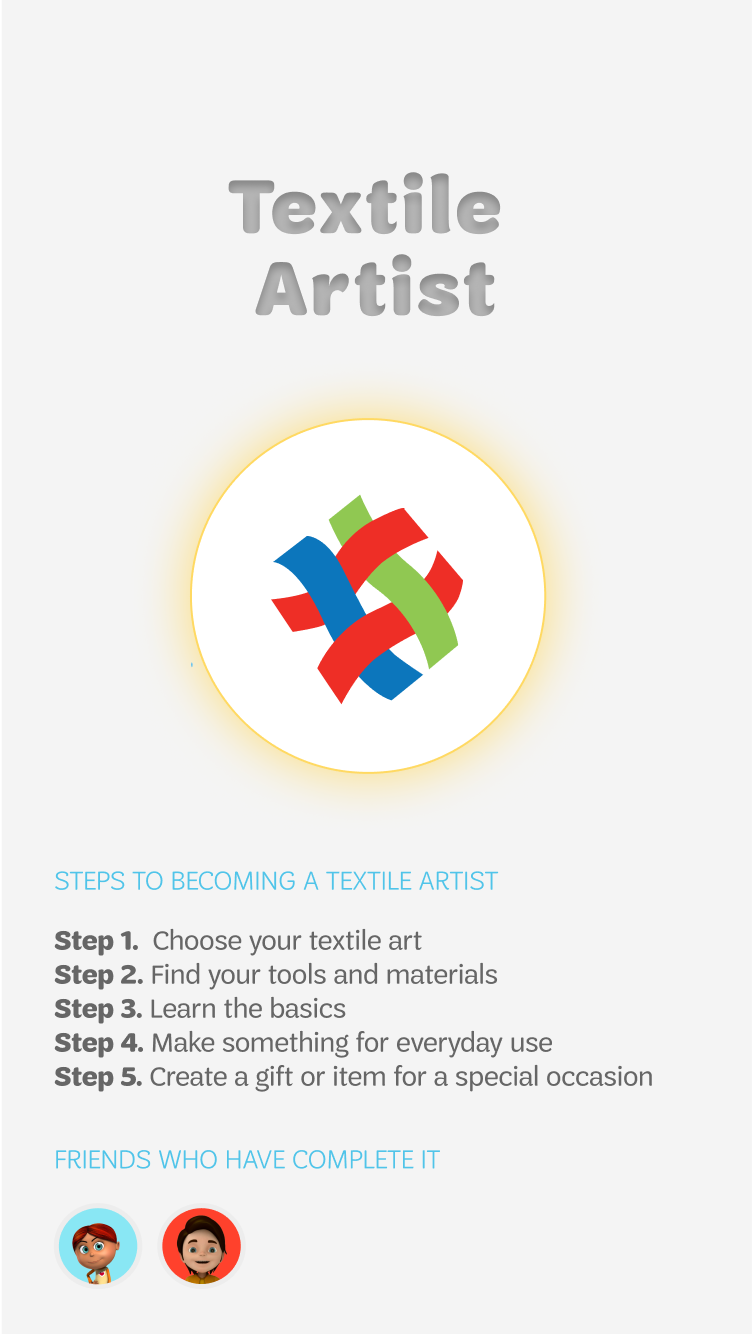 Textile
Artist
STEPS TO BECOMING A TEXTILE ARTIST
Step 1. Choose your textile art
Step 2. Find your tools and materials
Step 3. Learn the basics
Step 4. Make something for everyday use
Step 5. Create a gift or item for a special occasion
FRIENDS WHO HAVE COMPLETE IT